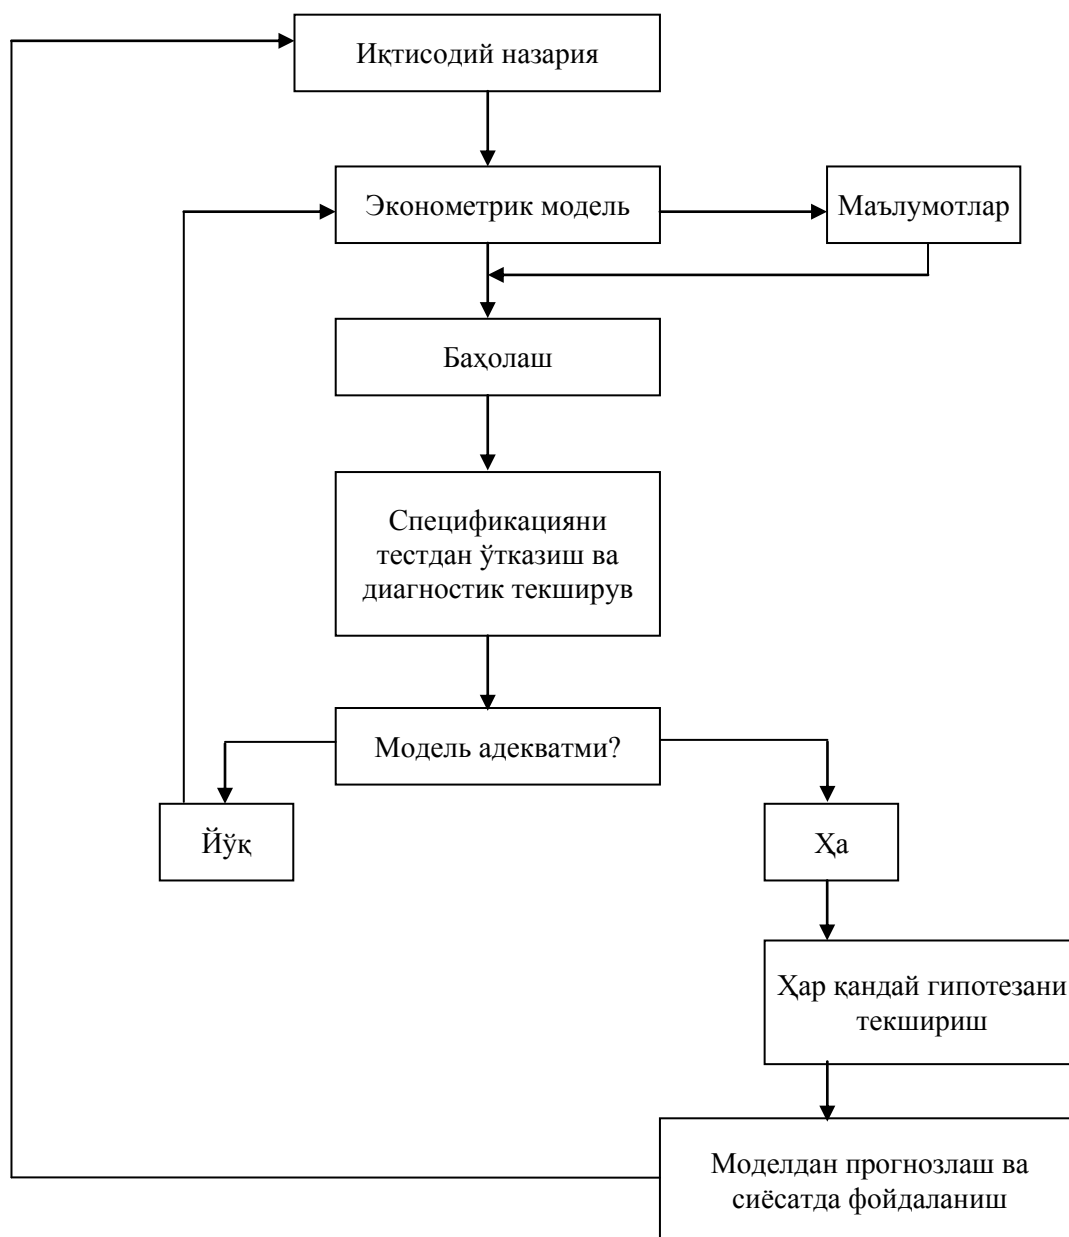 Иқтисодий назария
Эконометрик модель
Маълумотлар
Баҳолаш
Спецификацияни
тестдан ўтказиш ва
диагностик текширув
Модель адекватми?
Йўқ
Ҳа
Ҳар қандай гипотезани
текшириш
Моделдан прогнозлаш ва
сиёсатда фойдаланиш